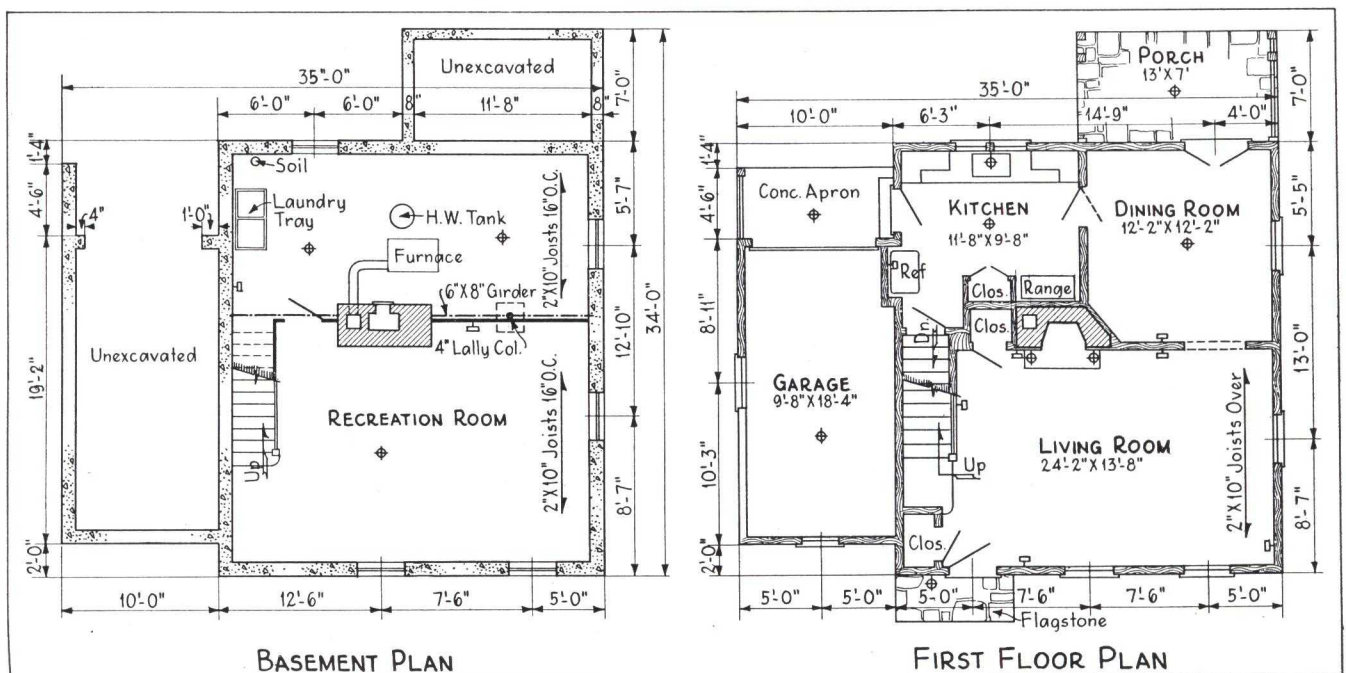 Unexcavated
35'-0"
6'-0"
6'-0"
8"
11'-8"
8"
7'-0"
1'-4"
Soil
4'-6"
4"
1'-0"
Laundry
Tray
H.W. Tank
Furnace
2"X10" Joists 16"O.C.
5'-7"
34'-0"
6"X8" Girder
4" Lally Col.
12'-10"
Unexcavated
19'-2"
RECREATION ROOM
2"X10" Joists 16"O.C.
Up
8'-7"
2'-0"
10'-0"
12'-6"
7'-6"
5'-0"
BASEMENT PLAN
PORCH
13'X7'
35'-0"
7'-0"
10'-0"
6'-3"
14'-9"
4'-0"
1'-4"
4'-6"
Conc. Apron
KITCHEN
11'-8"X9'-8"
DINING ROOM
12'-2"X12'-2"
5'-5"
Ref
Clos.
Range
Clos.
Dn.
8'-11"
13'-0"
GARAGE
9'-8"X18'-4"
LIVING ROOM
24'-2"X13'-8"
2"X10" Joists Over
Up
10'-3"
8'-7"
Clos.
2'-0"
5'-0"
5'-0"
5'-0"
7'-6"
7'-6"
5'-0"
Flagstone
FIRST FLOOR PLAN